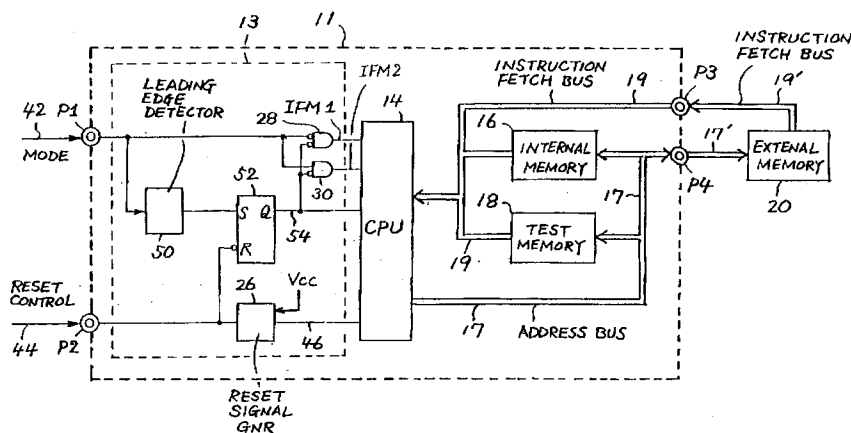 13
11
INSTRUCTION
FETCH BUS
LEADING
EDGE
DETECTOR
IFM2
INSTRUCTION
FETCH BUS
19
P3
19'
42
P1
28
IFM 1
14
16
MODE
INTERNAL
MEMORY
17'
EXTENAL
MEMORY
P4
20
30
52
17
S Q
54
CPU
18
TEST
MEMORY
50
R
19
RESET
CONTROL
26
Vcc
44
P2
46
17
ADDRESS BUS
RESET
SIGNAL
GNR